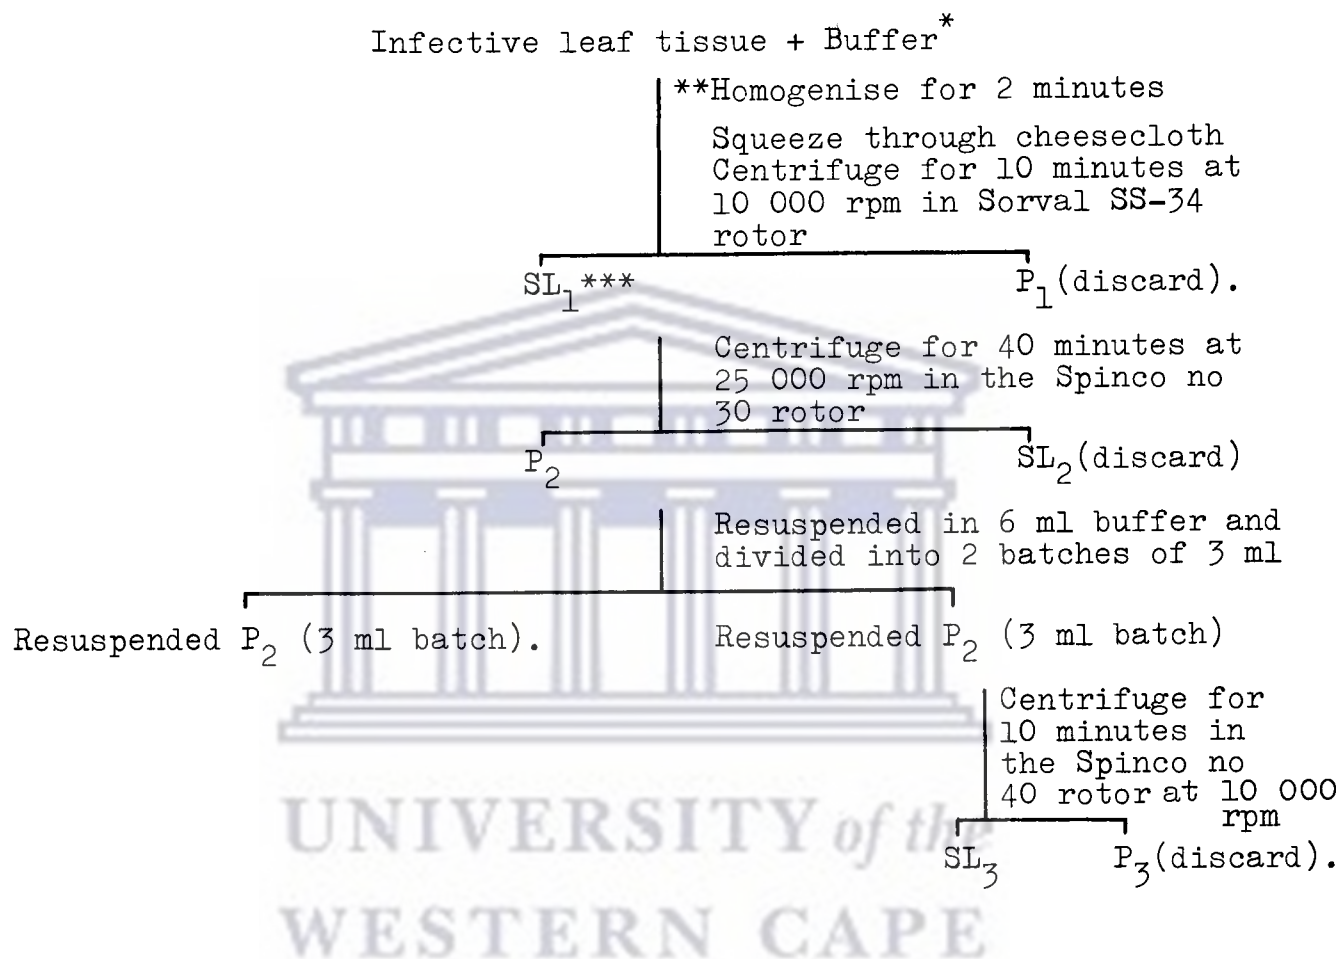 Infective leaf tissue + Buffer*
**Homogenise for 2 minutes
Squeeze through cheesecloth
Centrifuge for 10 minutes at
10 000 rpm in Sorval SS-34
rotor
SL₁*** P₁(discard).
Centrifuge for 40 minutes at
25 000 rpm in the Spinco no
30 rotor
P₂ SL₂(discard)
Resuspended in 6 ml buffer and
divided into 2 batches of 3 ml
Resuspended P₂ (3 ml batch). Resuspended P₂ (3 ml batch)
Centrifuge for
10 minutes in
the Spinco no
40 rotor at 10 000
rpm
SL₃ P₃(discard).
UNIVERSITY of the
WESTERN CAPE